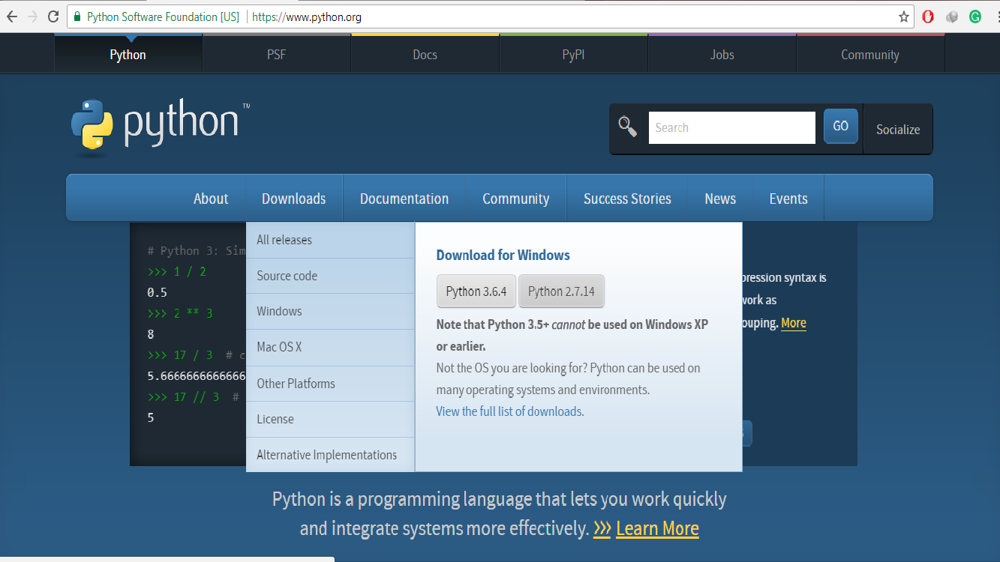 Python Software Foundation [US] https://www.python.org
Python PSF Docs PyPI Jobs Community
python™
Search GO Socialize
About Downloads Documentation Community Success Stories News Events
All releases
Source code
Windows
Mac OS X
Other Platforms
License
Alternative Implementations
Download for Windows
Python 3.6.4 Python 2.7.14
Note that Python 3.5+ cannot be used on Windows XP
or earlier.
Not the OS you are looking for? Python can be used on
many operating systems and environments.
View the full list of downloads.
# Python 3: Sim
>>> 1 / 2
0.5
>>> 2 ** 3
8
>>> 17 / 3 # c
5.6666666666666
>>> 17 // 3 #
5
pression syntax is
work as
ouping. More
Python is a programming language that lets you work quickly
and integrate systems more effectively. >>> Learn More